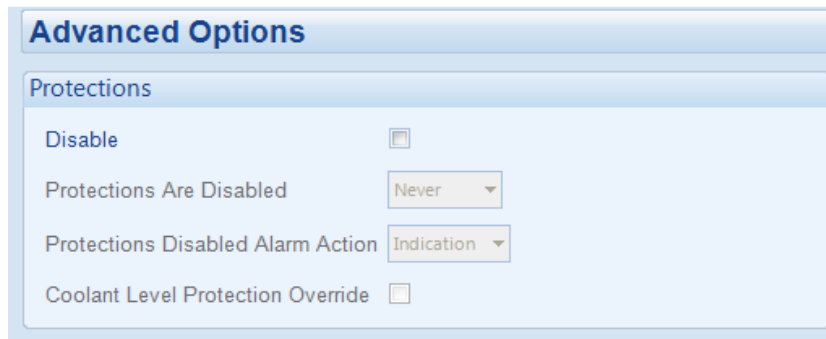 Advanced Options
Protections
Disable
Protections Are Disabled Never
Protections Disabled Alarm Action Indication
Coolant Level Protection Override